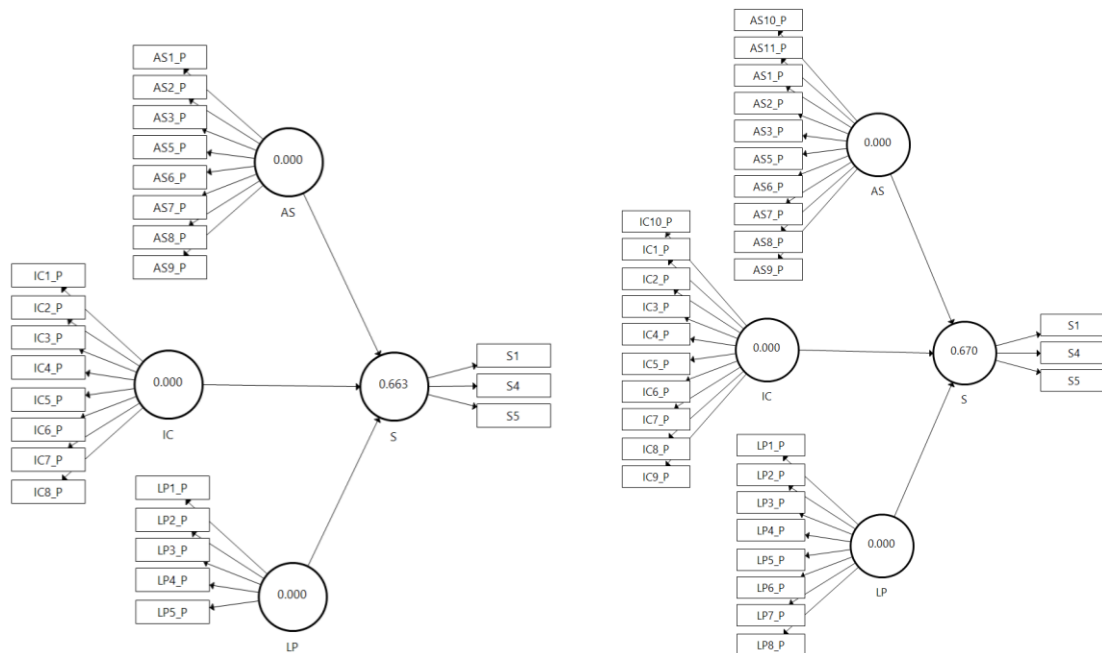 AS1_P
AS2_P
AS3_P
AS5_P
AS6_P
AS7_P
AS8_P
AS9_P
0.000
AS
IC1_P
IC2_P
IC3_P
IC4_P
IC5_P
IC6_P
IC7_P
IC8_P
0.000
IC
0.663
S
S1
S4
S5
LP1_P
LP2_P
LP3_P
LP4_P
LP5_P
0.000
LP
AS10_P
AS11_P
AS1_P
AS2_P
AS3_P
AS5_P
AS6_P
AS7_P
AS8_P
AS9_P
0.000
AS
IC10_P
IC1_P
IC2_P
IC3_P
IC4_P
IC5_P
IC6_P
IC7_P
IC8_P
IC9_P
0.000
IC
0.670
S
S1
S4
S5
LP1_P
LP2_P
LP3_P
LP4_P
LP5_P
LP6_P
LP7_P
LP8_P
0.000
LP